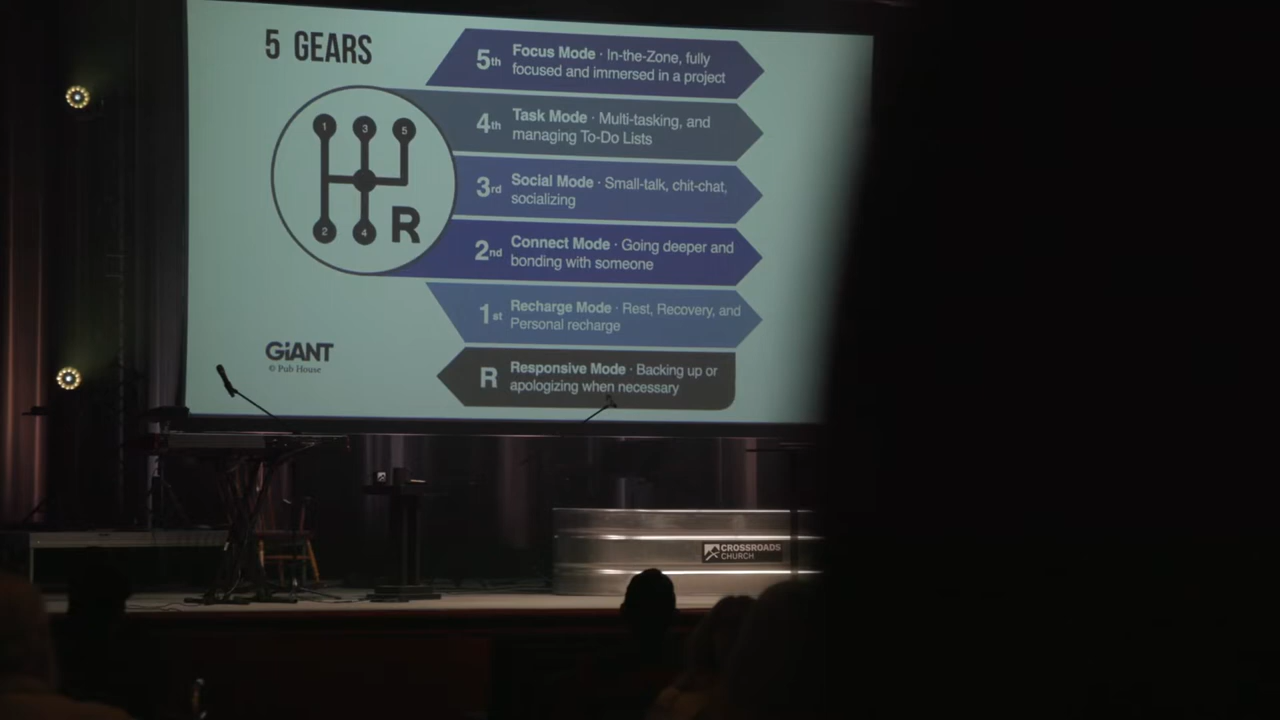 5 GEARS
1 3 5
2 4 R
5th Focus Mode · In-the-Zone, fully
focused and immersed in a project
4th Task Mode · Multi-tasking, and
managing To-Do Lists
3rd Social Mode · Small-talk, chit-chat,
socializing
2nd Connect Mode · Going deeper and
bonding with someone
1st Recharge Mode · Rest, Recovery, and
Personal recharge
R Responsive Mode · Backing up or
apologizing when necessary
GiANT
© Pub House
CROSSROADS
CHURCH